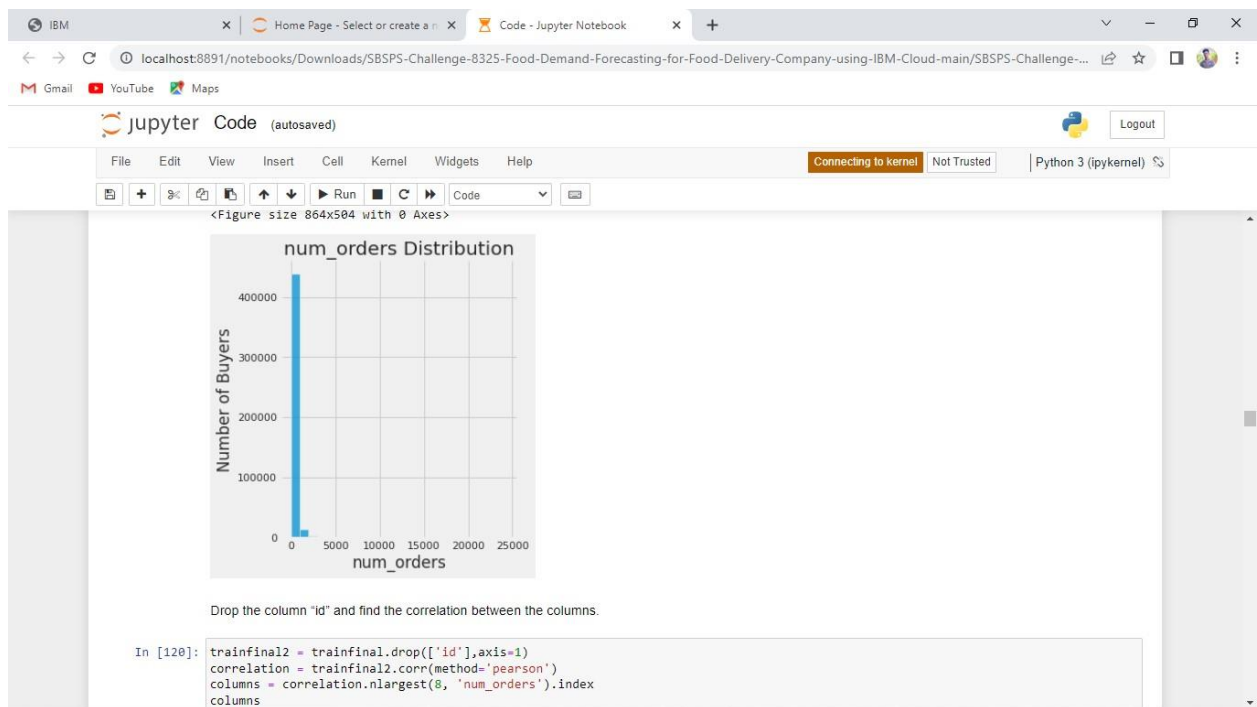 IBM
Home Page - Select or create a n
Code - Jupyter Notebook
localhost:8891/notebooks/Downloads/SBSPS-Challenge-8325-Food-Demand-Forecasting-for-Food-Delivery-Company-using-IBM-Cloud-main/SBSPS-Challenge-...
Gmail YouTube Maps
jupyter Code (autosaved) Logout
File Edit View Insert Cell Kernel Widgets Help Connecting to kernel Not Trusted Python 3 (ipykernel)
Run Code
<Figure size 864x504 with 0 Axes>
num_orders Distribution
Number of Buyers
400000
300000
200000
100000
0
0 5000 10000 15000 20000 25000
num_orders
Drop the column “id” and find the correlation between the columns.
In [120]: trainfinal2 = trainfinal.drop(['id'],axis=1)
correlation = trainfinal2.corr(method='pearson')
columns = correlation.nlargest(8, 'num_orders').index
columns